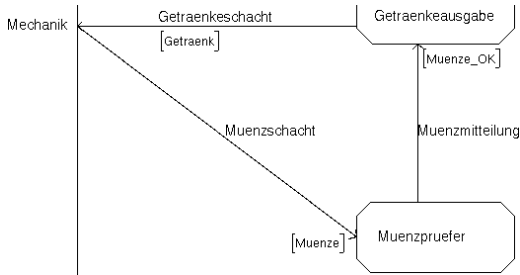 Getraenkeschacht
Getraenkeausgabe
Mechanik
[Getraenk]
[Muenze_OK]
Muenzschacht
Muenzmitteilung
[Muenze]
Muenzpruefer